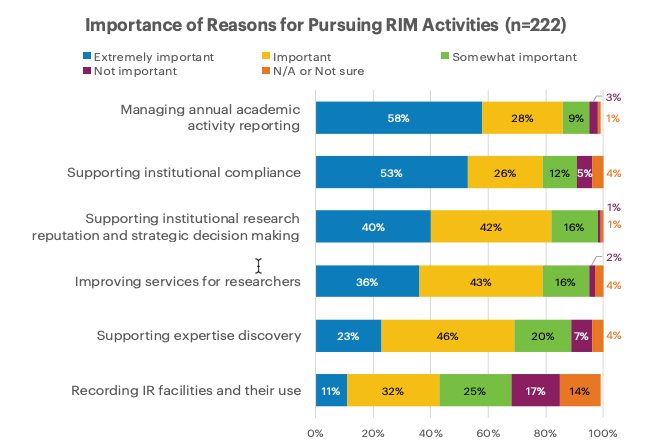 Importance of Reasons for Pursuing RIM Activities (n=222)
Extremely important
Important
Somewhat important
Not important
N/A or Not sure
Managing annual academic
activity reporting
58% 28% 9% 3% 1%
Supporting institutional compliance
53% 26% 12% 5% 4%
Supporting institutional research
reputation and strategic decision making
40% 42% 16% 1% 1%
Improving services for researchers
36% 43% 16% 2% 4%
Supporting expertise discovery
23% 46% 20% 7% 4%
Recording IR facilities and their use
11% 32% 25% 17% 14%
0% 20% 40% 60% 80% 100%